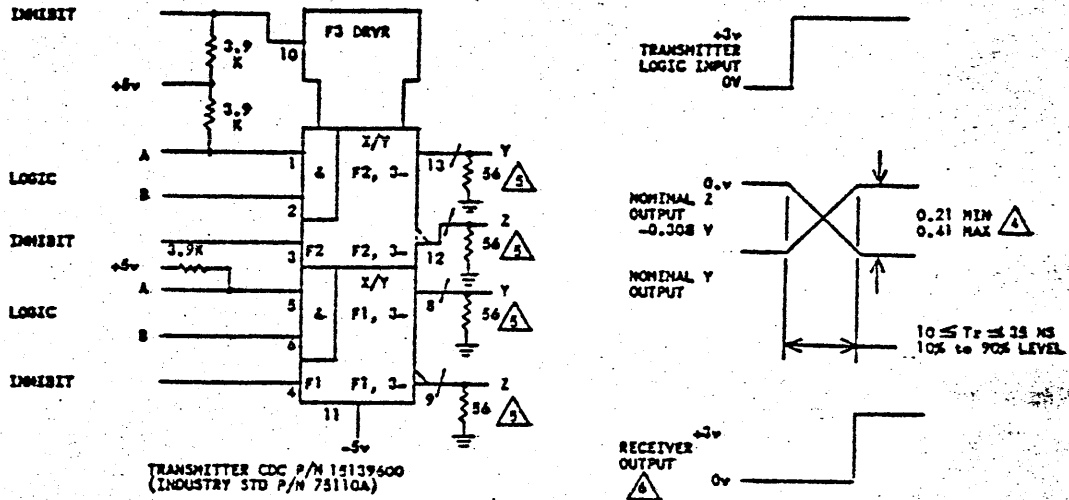 INHIBIT
F3 DRVR
10
3.9
K
+5v
3.9
K
A
1
&
X/Y
F2, 3-
13
Y
56
5
LOGIC
B
2
Z
INHIBIT
3
F2
F2, 3-
12
56
5
3.9K
+5v
A
5
X/Y
F1, 3-
8
Y
LOGIC
&
56
5
B
6
INHIBIT
4
F1
F1, 3-
9
Z
11
56
5
-5v
TRANSMITTER CDC P/N 15139600
(INDUSTRY STD P/N 75110A)
+3v
TRANSMITTER
LOGIC INPUT
0V
0.v
NOMINAL Z
OUTPUT
-0.308 V
0.21 MIN
0.41 MAX
4
NOMINAL Y
OUTPUT
10 ≤ Tr ≤ 35 NS
10% to 90% LEVEL
+3v
RECEIVER
OUTPUT
6
0v